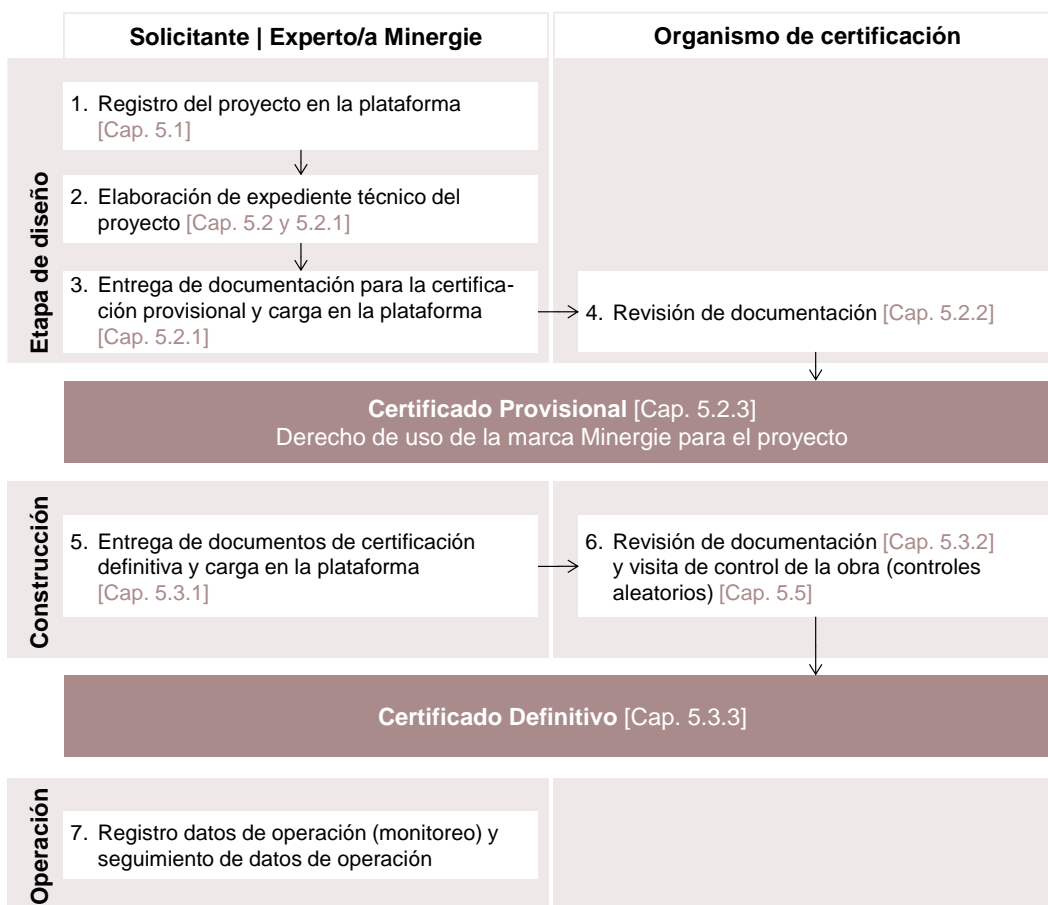 Solicitante | Experto/a Minergie
Organismo de certificación
Etapa de diseño
1. Registro del proyecto en la plataforma
[Cap. 5.1]
2. Elaboración de expediente técnico del
proyecto [Cap. 5.2 y 5.2.1]
3. Entrega de documentación para la certifica-
ción provisional y carga en la plataforma
[Cap. 5.2.1]
4. Revisión de documentación [Cap. 5.2.2]
Certificado Provisional [Cap. 5.2.3]
Derecho de uso de la marca Minergie para el proyecto
Construcción
5. Entrega de documentos de certificación
definitiva y carga en la plataforma
[Cap. 5.3.1]
6. Revisión de documentación [Cap. 5.3.2]
y visita de control de la obra (controles
aleatorios) [Cap. 5.5]
Certificado Definitivo [Cap. 5.3.3]
Operación
7. Registro datos de operación (monitoreo) y
seguimiento de datos de operación